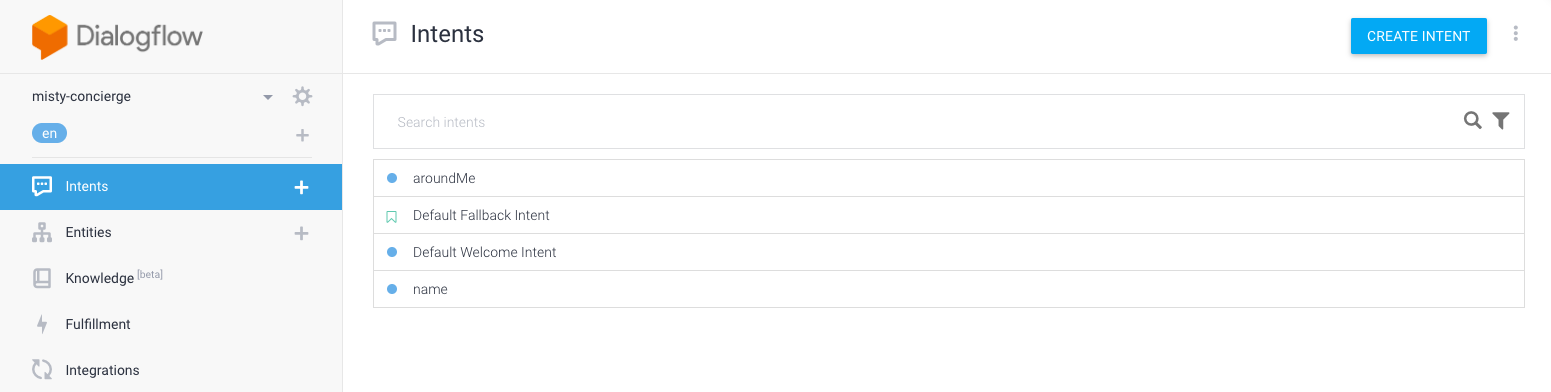 Dialogflow
misty-concierge
en
Intents
Entities
Knowledge [beta]
Fulfillment
Integrations
Intents
CREATE INTENT
Search intents
aroundMe
Default Fallback Intent
Default Welcome Intent
name